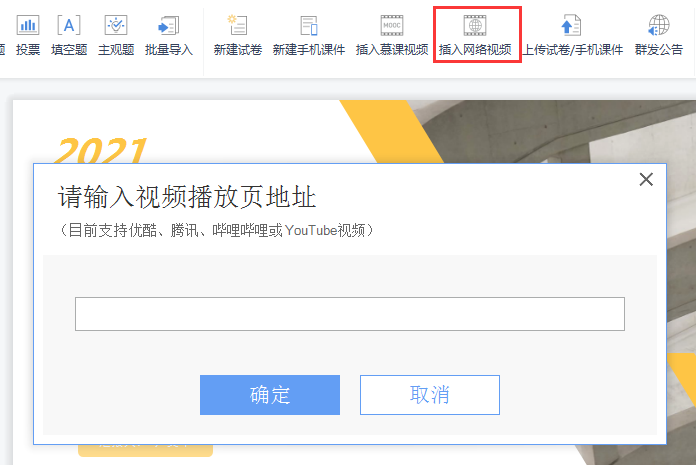 题 投票 填空题 主观题 批量导入 新建试卷 新建手机课件 插入慕课视频 插入网络视频 上传试卷/手机课件 群发公告
MOOC
2021
请输入视频播放页地址
（目前支持优酷、腾讯、哔哩哔哩或YouTube视频）
确定 取消